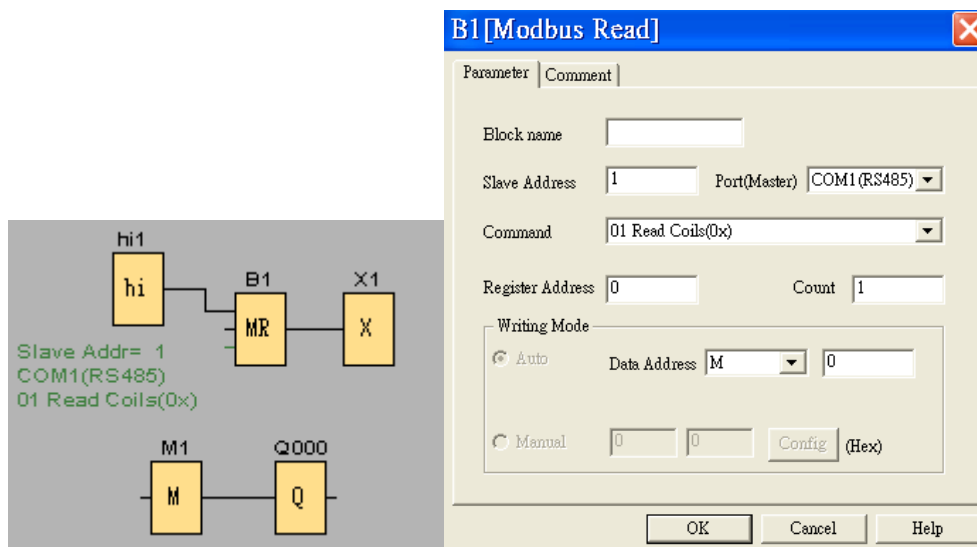 hi1
hi
B1
MR
X1
X
Slave Addr= 1
COM1(RS485)
01 Read Coils(0x)
M1
M
Q000
Q
B1[Modbus Read]
Parameter Comment
Block name
Slave Address 1 Port(Master) COM1(RS485)
Command 01 Read Coils(0x)
Register Address 0 Count 1
Writing Mode
Auto Data Address M 0
Manual 0 0 Config (Hex)
OK Cancel Help